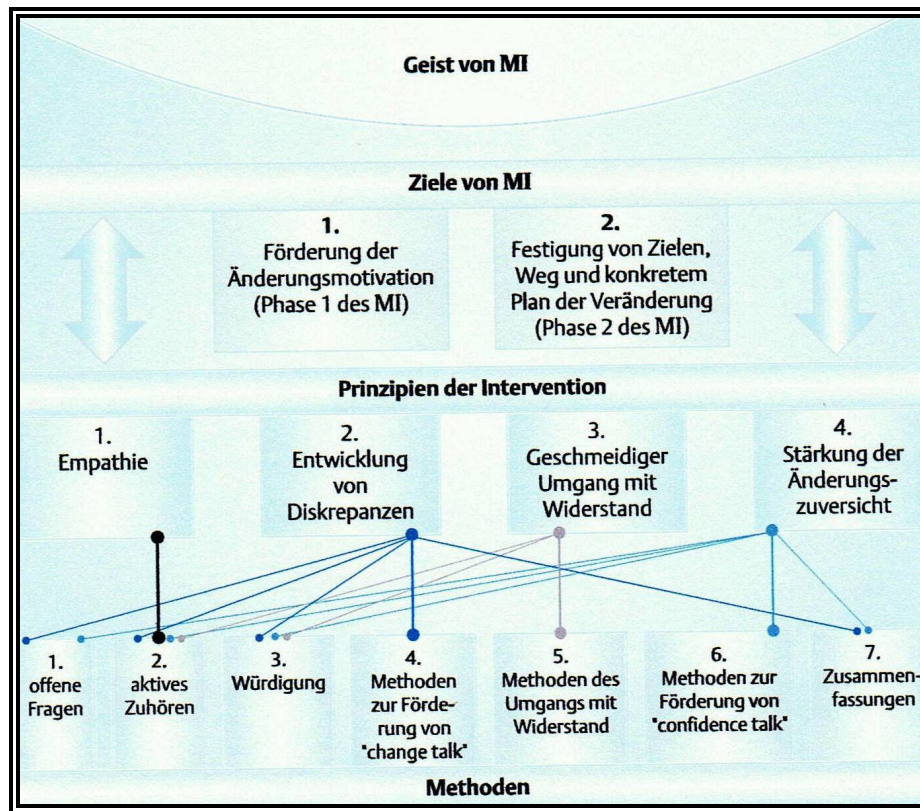 Geist von MI
Ziele von MI
1.
Förderung der
Änderungsmotivation
(Phase 1 des MI)
2.
Festigung von Zielen,
Weg und konkretem
Plan der Veränderung
(Phase 2 des MI)
Prinzipien der Intervention
1.
Empathie
2.
Entwicklung
von
Diskrepanzen
3.
Geschmeidiger
Umgang mit
Widerstand
4.
Stärkung der
Änderungs-
zuversicht
1.
offene
Fragen
2.
aktives
Zuhören
3.
Würdigung
4.
Methoden
zur Förde-
rung von
"change talk"
5.
Methoden des
Umgangs mit
Widerstand
6.
Methoden zur
Förderung von
"confidence talk"
7.
Zusammen-
fassungen
Methoden